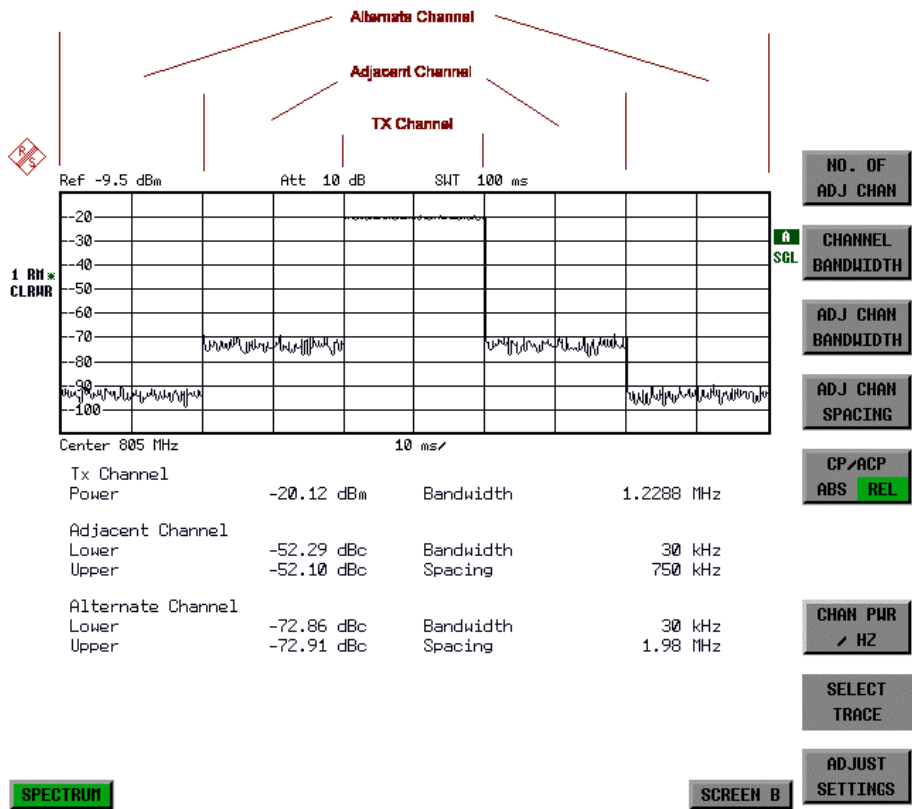 Alternate Channel
Adjacent Channel
TX Channel
R S
Ref -9.5 dBm Att 10 dB SWT 100 ms
-20
-30
-40
-50
-60
-70
-80
-90
-100
1 RM *
CLRWR
A
SGL
Center 805 MHz 10 ms/
Tx Channel
Power -20.12 dBm Bandwidth 1.2288 MHz
Adjacent Channel
Lower -52.29 dBc Bandwidth 30 kHz
Upper -52.10 dBc Spacing 750 kHz
Alternate Channel
Lower -72.86 dBc Bandwidth 30 kHz
Upper -72.91 dBc Spacing 1.98 MHz
NO. OF
ADJ CHAN
CHANNEL
BANDWIDTH
ADJ CHAN
BANDWIDTH
ADJ CHAN
SPACING
CP/ACP
ABS REL
CHAN PWR
/ HZ
SELECT
TRACE
ADJUST
SETTINGS
SPECTRUM
SCREEN B